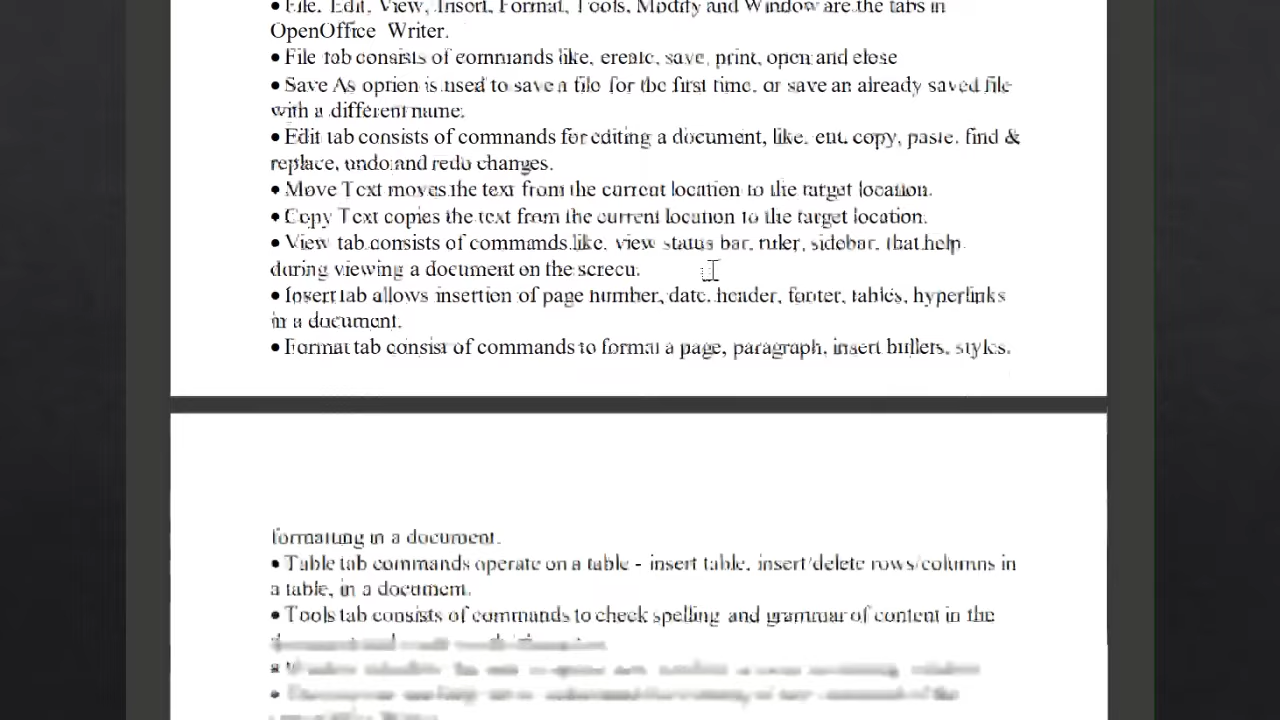 • File, Edit, View, Insert, Format, Tools, Modify and Window are the tabs in
OpenOffice Writer.
• File tab consists of commands like, create, save, print, open and close
• Save As option is used to save a file for the first time, or save an already saved file
with a different name.
• Edit tab consists of commands for editing a document, like, cut, copy, paste, find &
replace, undo and redo changes.
• Move Text moves the text from the current location to the target location.
• Copy Text copies the text from the current location to the target location.
• View tab consists of commands like, view status bar, ruler, sidebar, that help
during viewing a document on the screen.
• Insert tab allows insertion of page number, date, header, footer, tables, hyperlinks
in a document.
• Format tab consist of commands to format a page, paragraph, insert bullets, styles,
formatting in a document.
• Table tab commands operate on a table - insert table, insert/delete rows/columns in
a table, in a document.
• Tools tab consists of commands to check spelling and grammar of content in the